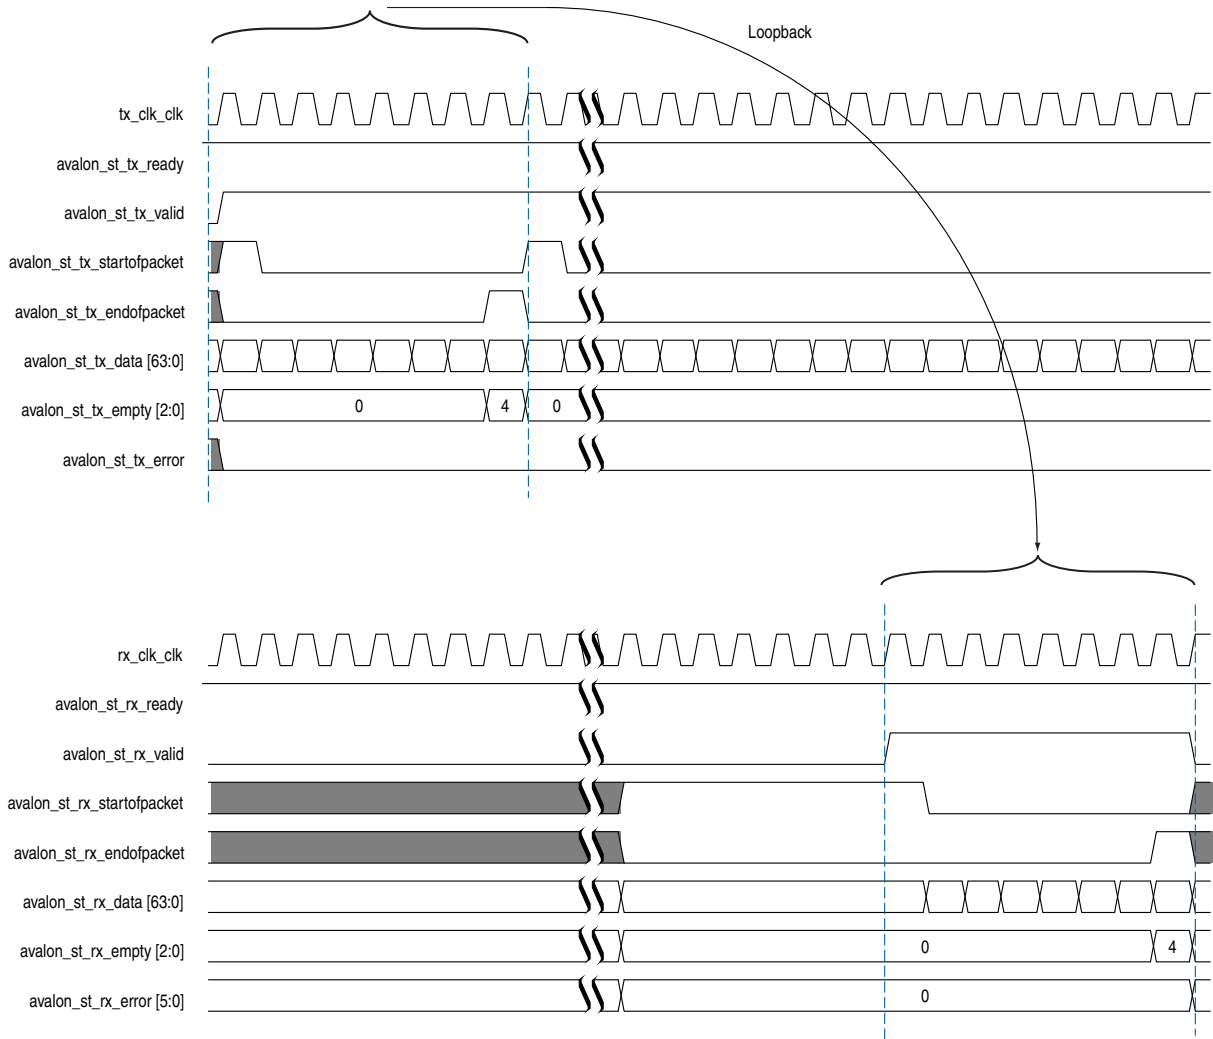 Loopback
tx_clk_clk
avalon_st_tx_ready
avalon_st_tx_valid
avalon_st_tx_startofpacket
avalon_st_tx_endofpacket
avalon_st_tx_data [63:0]
avalon_st_tx_empty [2:0] 0 4 0
avalon_st_tx_error
rx_clk_clk
avalon_st_rx_ready
avalon_st_rx_valid
avalon_st_rx_startofpacket
avalon_st_rx_endofpacket
avalon_st_rx_data [63:0]
avalon_st_rx_empty [2:0] 0 4
avalon_st_rx_error [5:0] 0